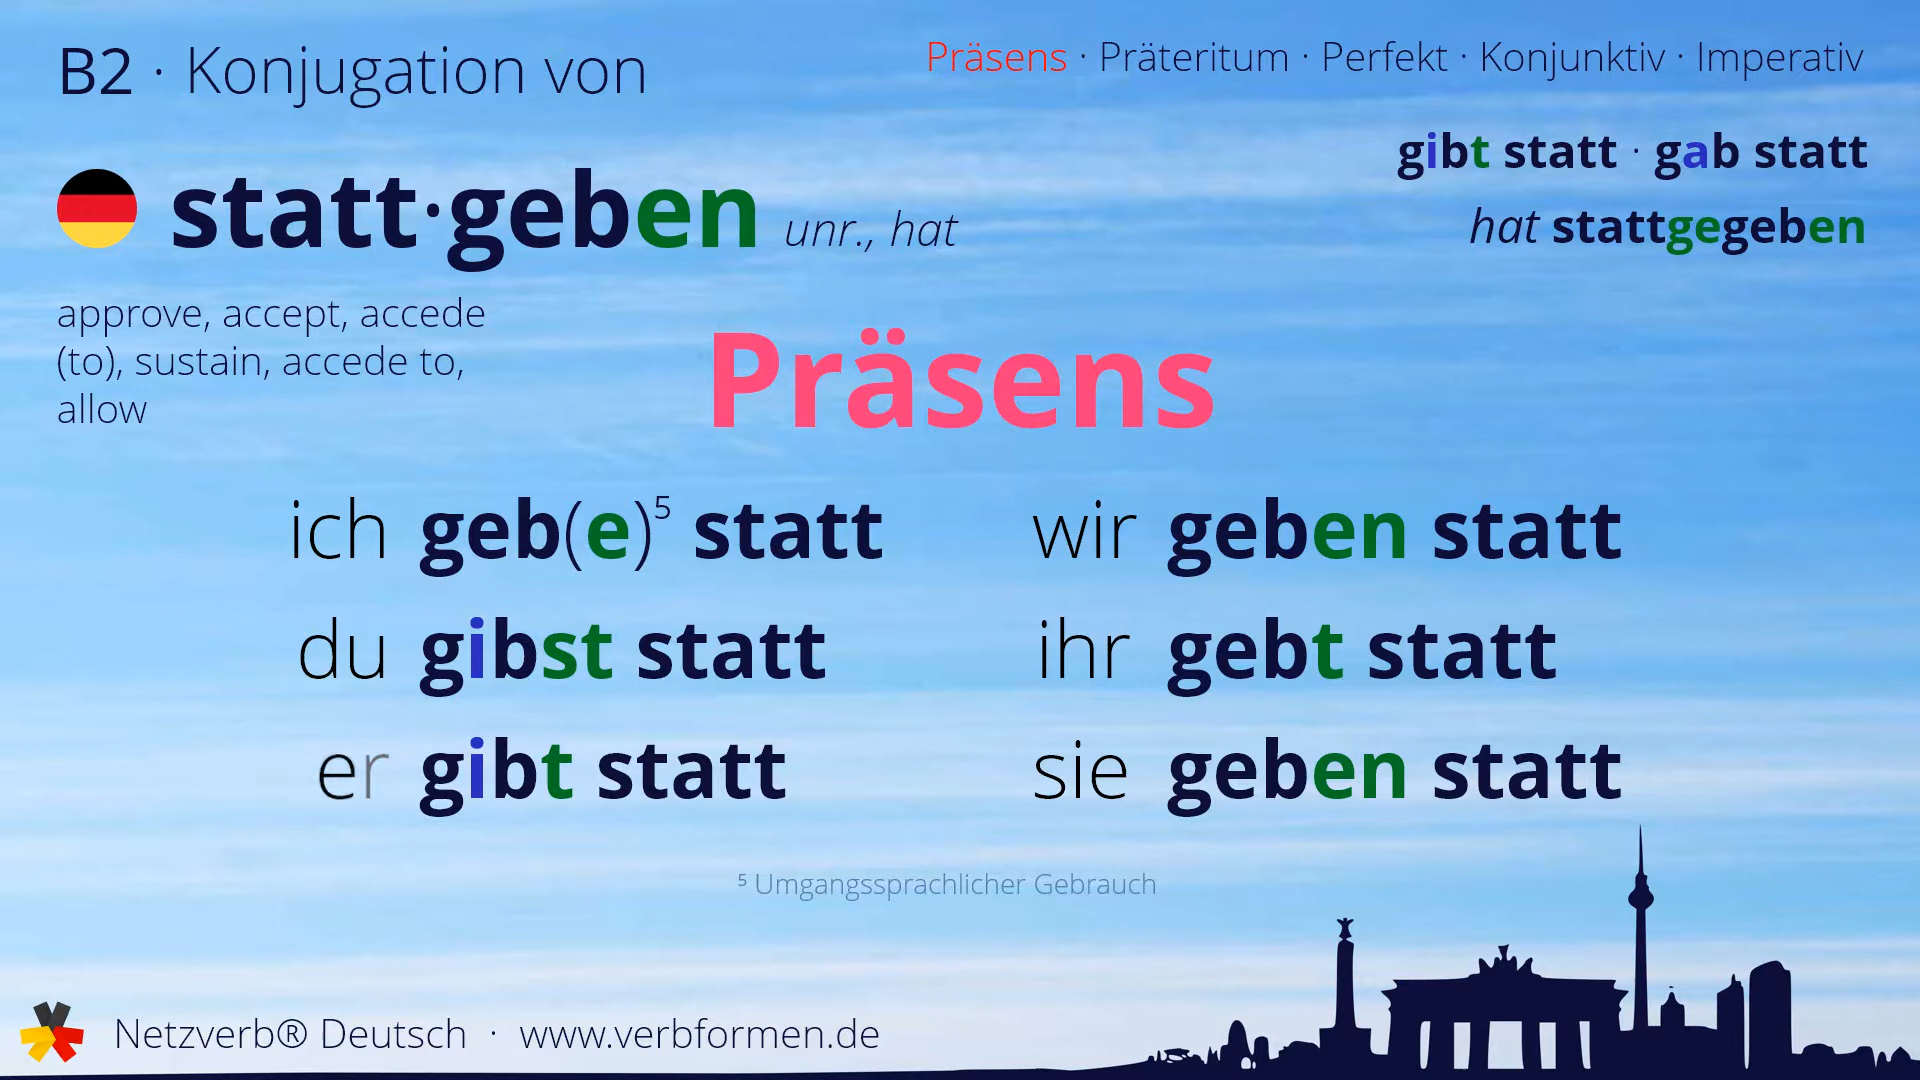 B2 · Konjugation von
Präsens · Präteritum · Perfekt · Konjunktiv · Imperativ
statt·geben unr., hat
gibt statt · gab statt
hat stattgegeben
approve, accept, accede
(to), sustain, accede to,
allow
Präsens
ich geb(e)⁵ statt
du gibst statt
er gibt statt
wir geben statt
ihr gebt statt
sie geben statt
⁵ Umgangssprachlicher Gebrauch
Netzverb® Deutsch · www.verbformen.de